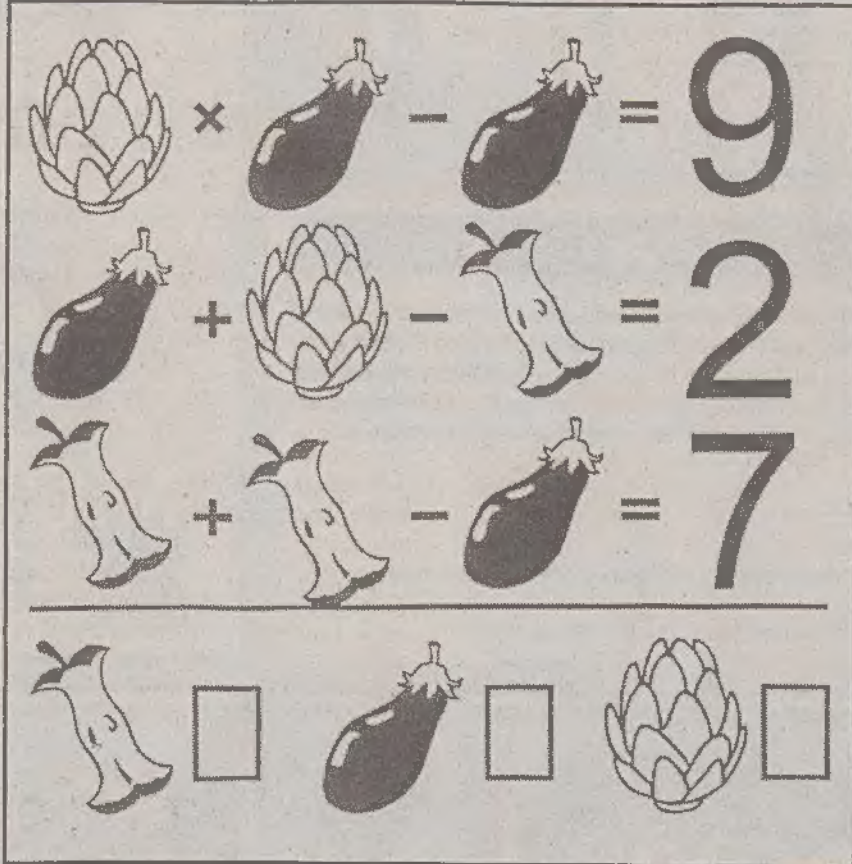 × − = 9
+ − = 2
+ − = 7